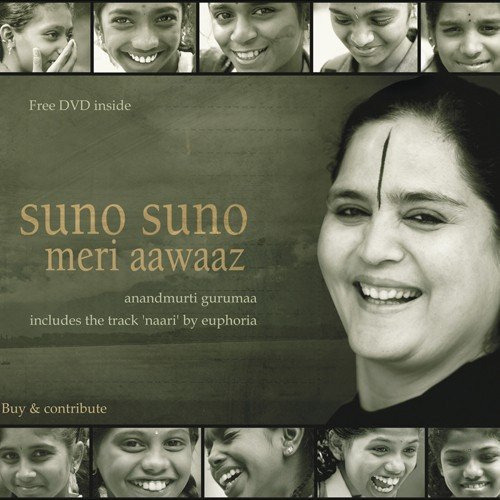 Free DVD inside
suno suno
meri aawaaz
anandmurti gurumaa
includes the track 'naari' by euphoria
Buy & contribute